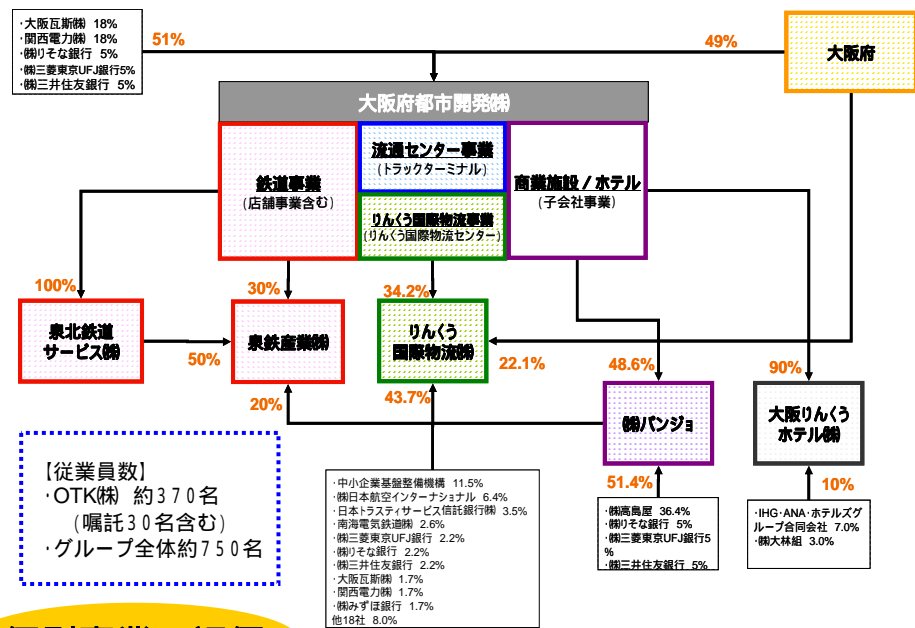 ・大阪瓦斯㈱ 18%
・関西電力㈱ 18%
・㈱りそな銀行 5%
・㈱三菱東京UFJ銀行5%
・㈱三井住友銀行 5%
51%
49%
大阪府
大阪府都市開発㈱
鉄道事業
(店舗事業含む)
流通センター事業
(トラックターミナル)
りんくう国際物流事業
(りんくう国際物流センター)
商業施設/ホテル
(子会社事業)
100%
30%
34.2%
泉北鉄道
サービス㈱
50%
泉鉄産業㈱
りんくう
国際物流㈱
22.1%
48.6%
90%
20%
43.7%
㈱パンジョ
大阪りんくう
ホテル㈱
51.4%
10%
【従業員数】
・OTK㈱ 約370名
(嘱託30名含む)
・グループ全体約750名
・中小企業基盤整備機構 11.5%
・㈱日本航空インターナショナル 6.4%
・日本トラスティサービス信託銀行㈱ 3.5%
・南海電気鉄道㈱ 2.6%
・㈱三菱東京UFJ銀行 2.2%
・㈱りそな銀行 2.2%
・㈱三井住友銀行 2.2%
・大阪瓦斯㈱ 1.7%
・関西電力㈱ 1.7%
・㈱みずほ銀行 1.7%
他18社 8.0%
・㈱高島屋 36.4%
・㈱りそな銀行 5%
・㈱三菱東京UFJ銀行5
%
・㈱三井住友銀行 5%
・IHG・ANA・ホテルズグ
ループ合同会社 7.0%
・㈱大林組 3.0%